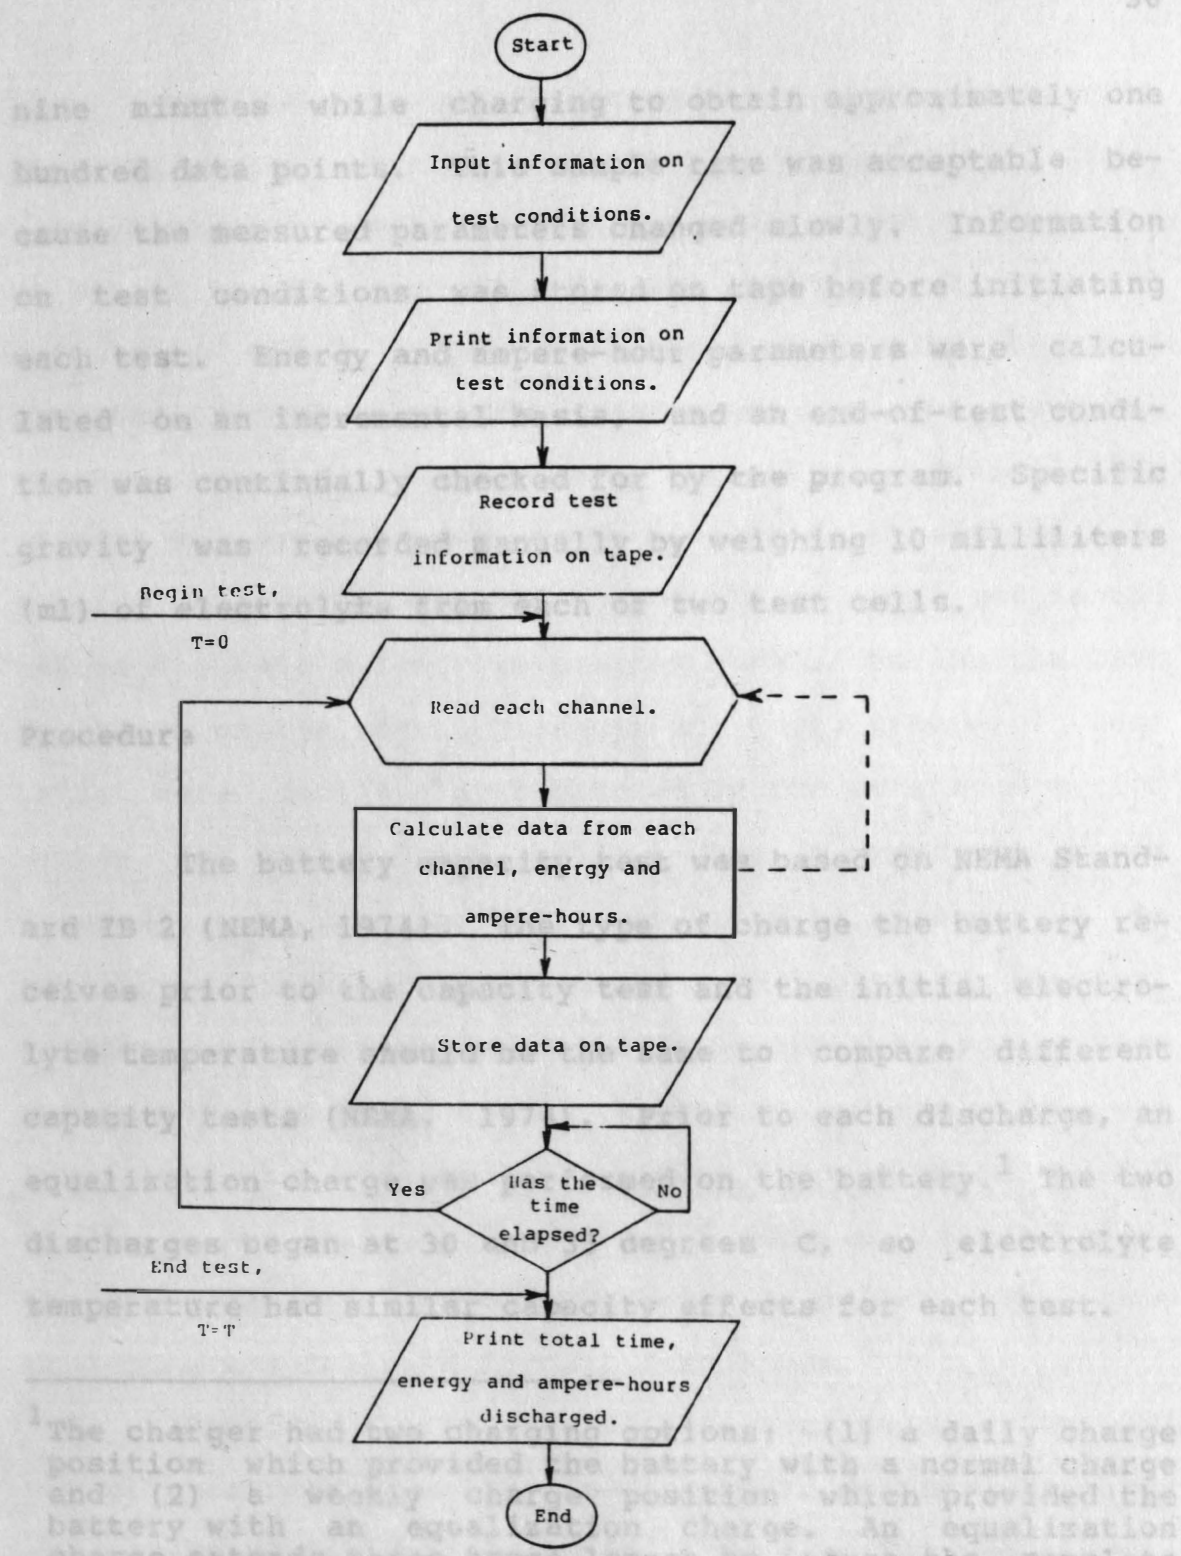 Start
Input information on
test conditions.
Print information on
test conditions.
Record test
information on tape.
Begin test,
T=0
Read each channel.
Calculate data from each
channel, energy and
ampere-hours.
Store data on tape.
Has the
time
elapsed?
Yes
No
End test,
T=T
Print total time,
energy and ampere-hours
discharged.
End
nine minutes while charging to obtain approximately one
hundred data points. This sample rate was acceptable be-
cause the measured parameters changed slowly. Information
on test conditions was stored on tape before initiating
each test. Energy and ampere-hour parameters were calcu-
lated on an incremental basis, and an end-of-test condi-
tion was continually checked for by the program. Specific
gravity was recorded manually by weighing 10 milliliters
(ml) of electrolyte from each of two test cells.
Procedure
The battery capacity test was based on NEMA Stand-
ard IB 2 (NEMA, 1974). The type of charge the battery re-
ceives prior to the capacity test and the initial electro-
lyte temperature should be the same to compare different
capacity tests (NEMA, 1974). Prior to each discharge, an
equalization charge was performed on the battery.1 The two
discharges began at 30 and degrees C, so electrolyte
temperature had similar capacity effects for each test.
1The charger had two charging options: (1) a daily charge
position which provided the battery with a normal charge
and (2) a weekly charge position which provided the
battery with an equalization charge. An equalization